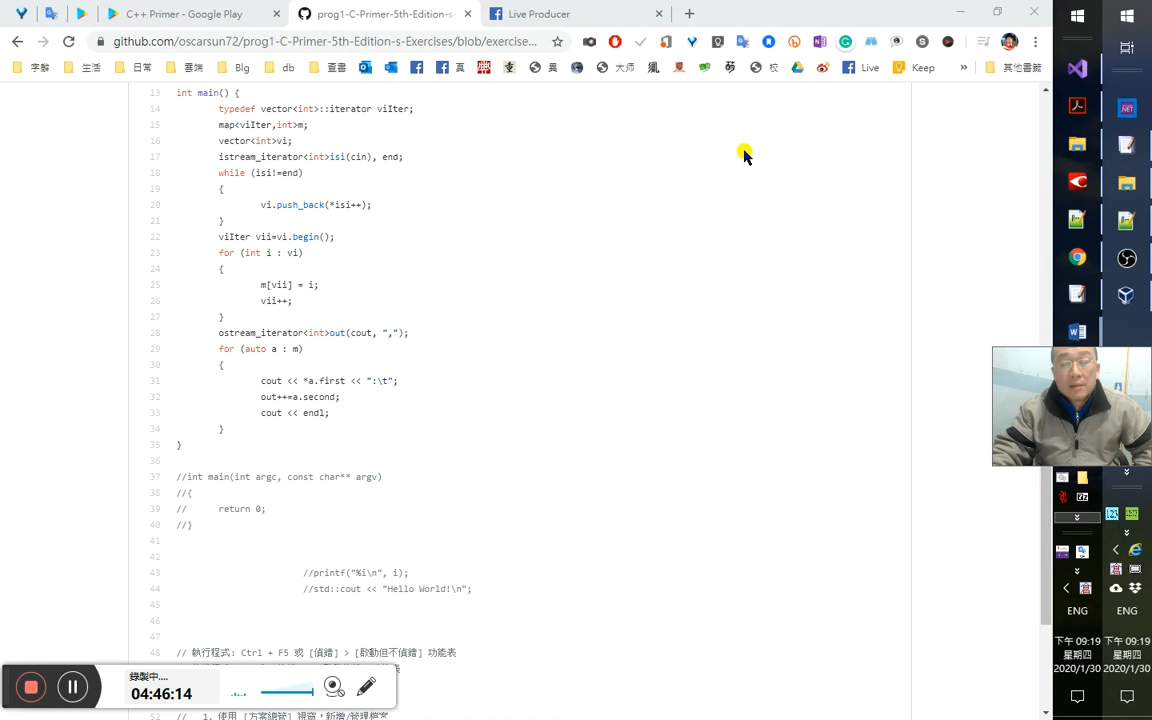 C++ Primer - Google Play
prog1-C-Primer-5th-Edition-s-
Live Producer
github.com/oscarsun72/prog1-C-Primer-5th-Edition-s-Exercises/blob/exercise...
字辭
生活
日常
雲端
Blg
db
查書
異
真
大师
校
Live
Keep
»
其他書籤
13 int main() {
14 typedef vector<int>::iterator viIter;
15 map<viIter,int>m;
16 vector<int>vi;
17 istream_iterator<int>isi(cin), end;
18 while (isi!=end)
19 {
20 vi.push_back(*isi++);
21 }
22 viIter vii=vi.begin();
23 for (int i : vi)
24 {
25 m[vii] = i;
26 vii++;
27 }
28 ostream_iterator<int>out(cout, ",");
29 for (auto a : m)
30 {
31 cout << *a.first << ":\t";
32 out++=a.second;
33 cout << endl;
34 }
35 }
36
37 //int main(int argc, const char** argv)
38 //{
39 // return 0;
40 //}
41
42
43 //printf("%i\n", i);
44 //std::cout << "Hello World!\n";
45
46
47
48 // 執行程式: Ctrl + F5 或 [偵錯] > [啟動但不偵錯] 功能表
52 // 1. 使用 [方案總管] 視窗，新增/管理檔案
錄製中....
04:46:14
ENG
下午 09:19
星期四
2020/1/30
ENG
下午 09:19
星期四
2020/1/30